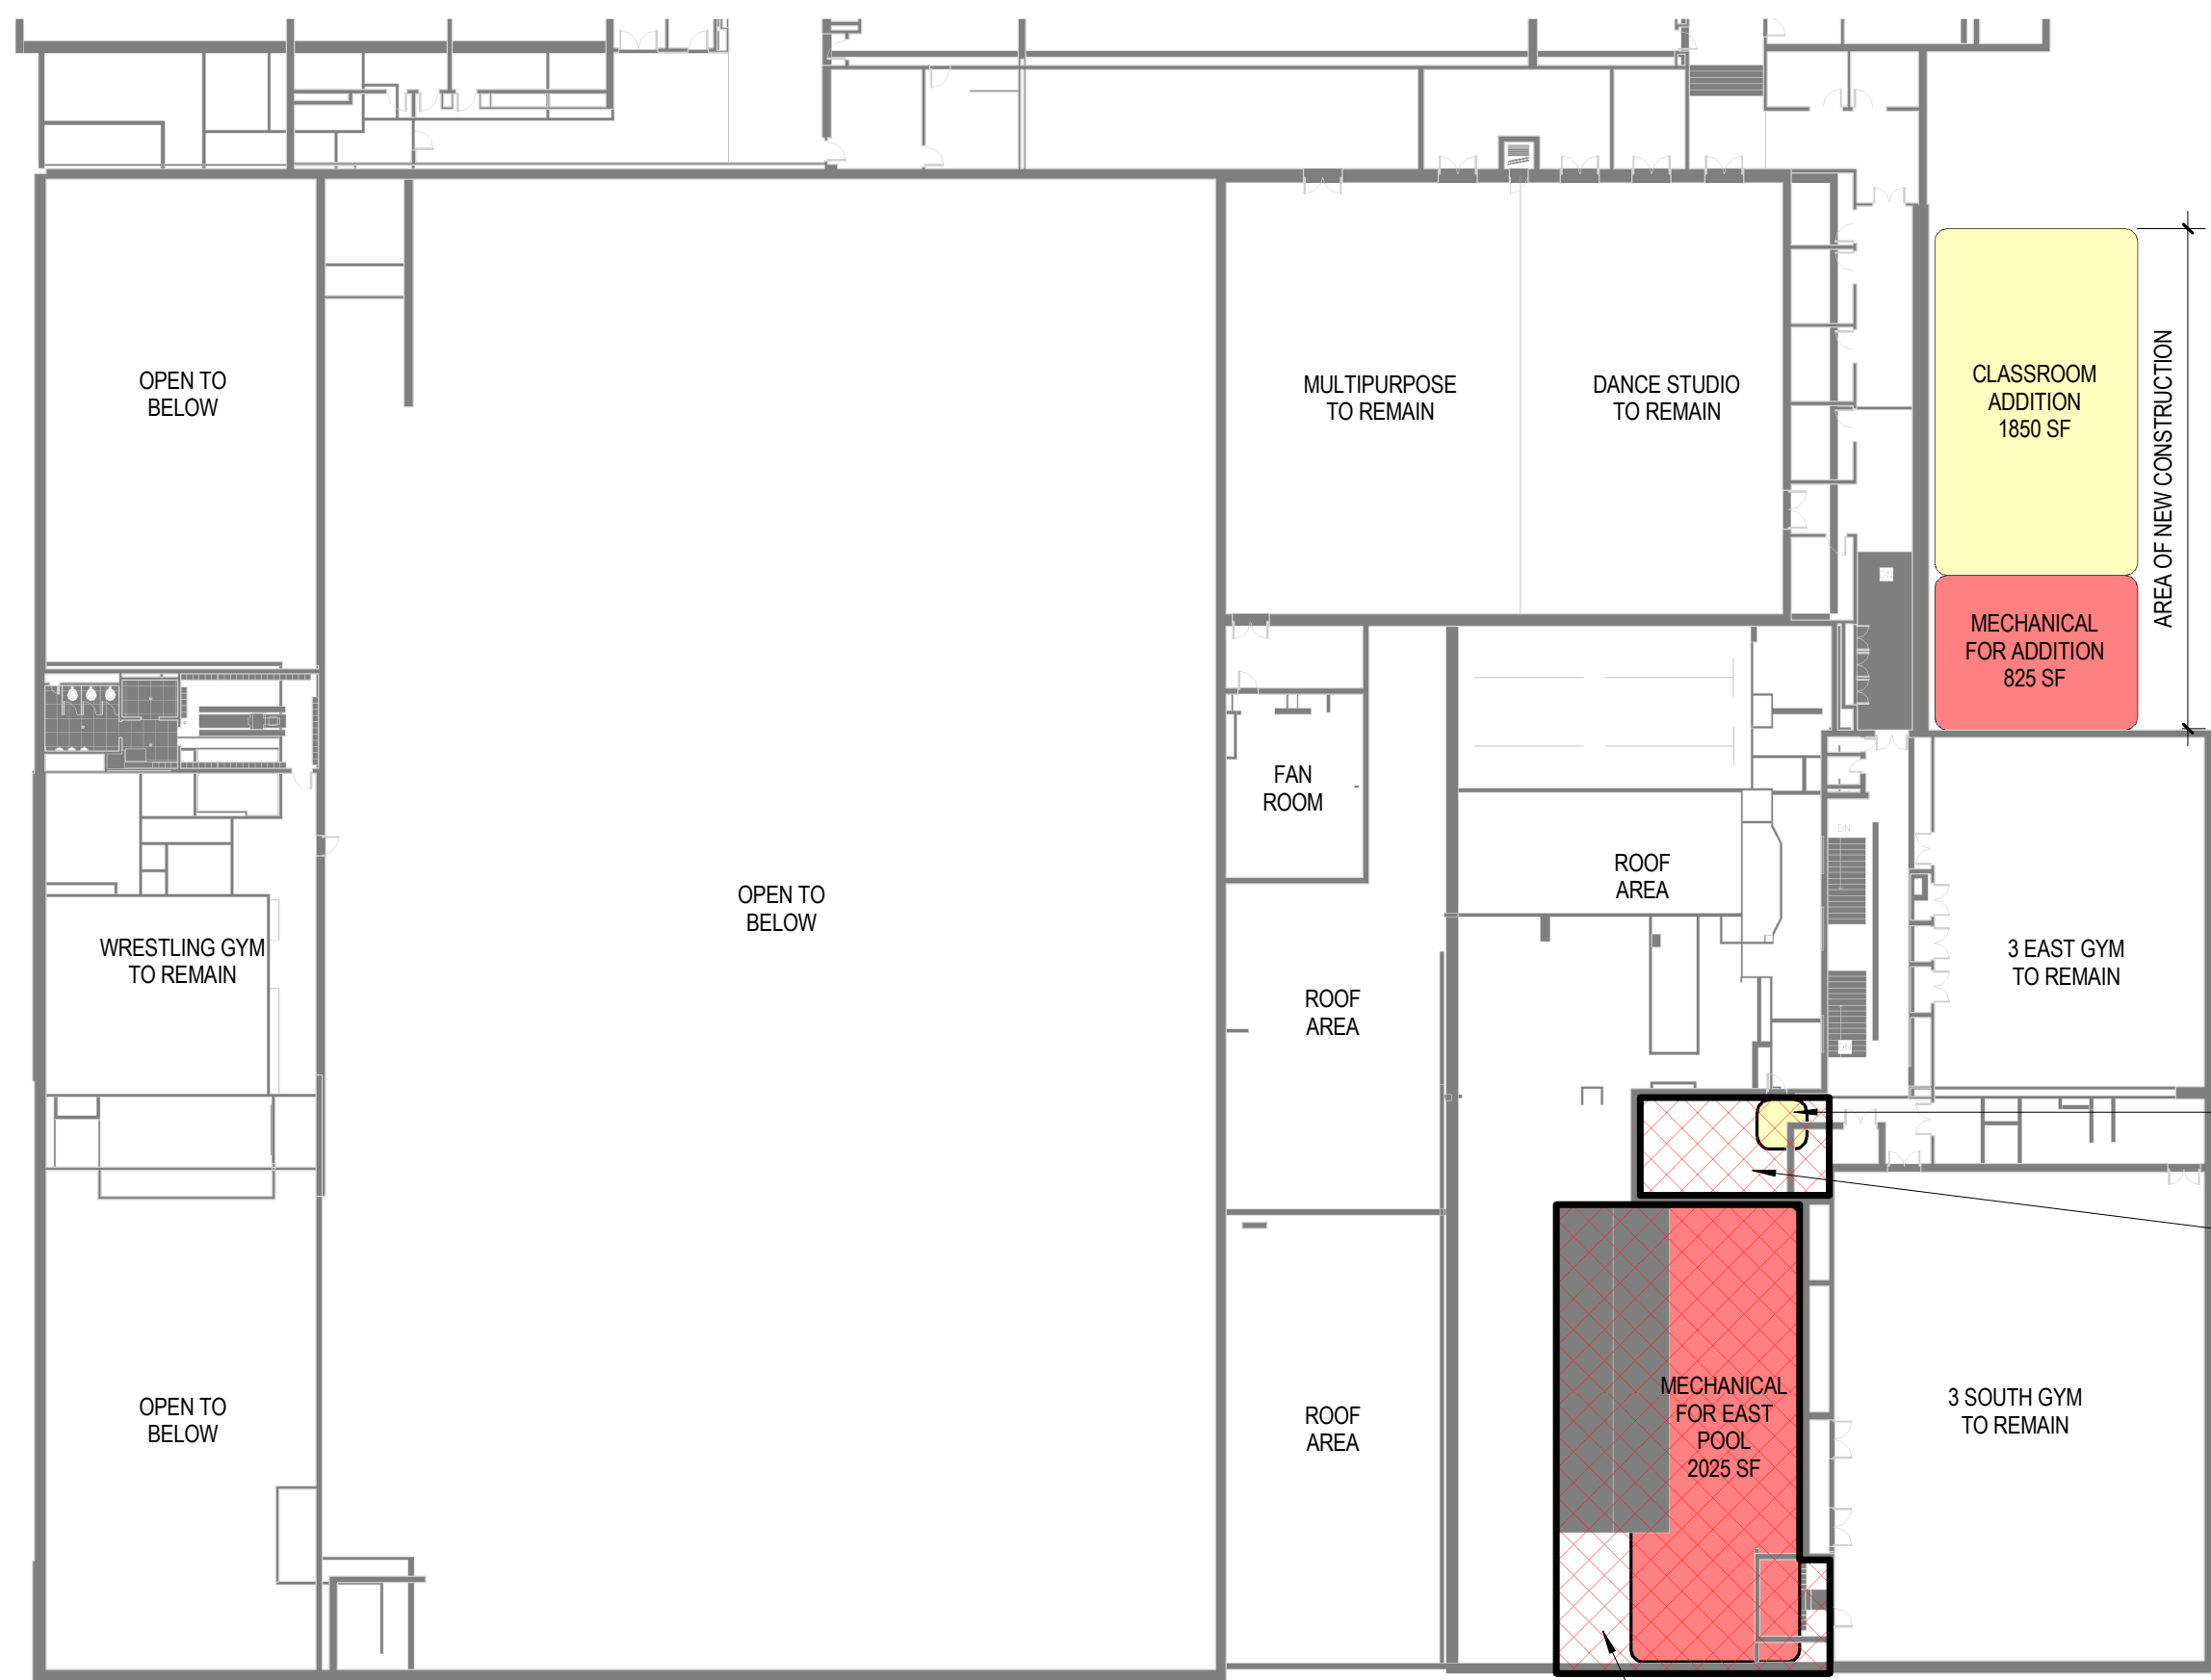 OPEN TO
BELOW
MULTIPURPOSE
TO REMAIN
DANCE STUDIO
TO REMAIN
CLASSROOM
ADDITION
1850 SF
AREA OF NEW CONSTRUCTION
DN
MECHANICAL
FOR ADDITION
825 SF
FAN
ROOM
DN
ROOF
AREA
OPEN TO
BELOW
WRESTLING GYM
TO REMAIN
3 EAST GYM
TO REMAIN
ROOF
AREA
DN
MECHANICAL
FOR EAST
POOL
2025 SF
3 SOUTH GYM
TO REMAIN
OPEN TO
BELOW
ROOF
AREA